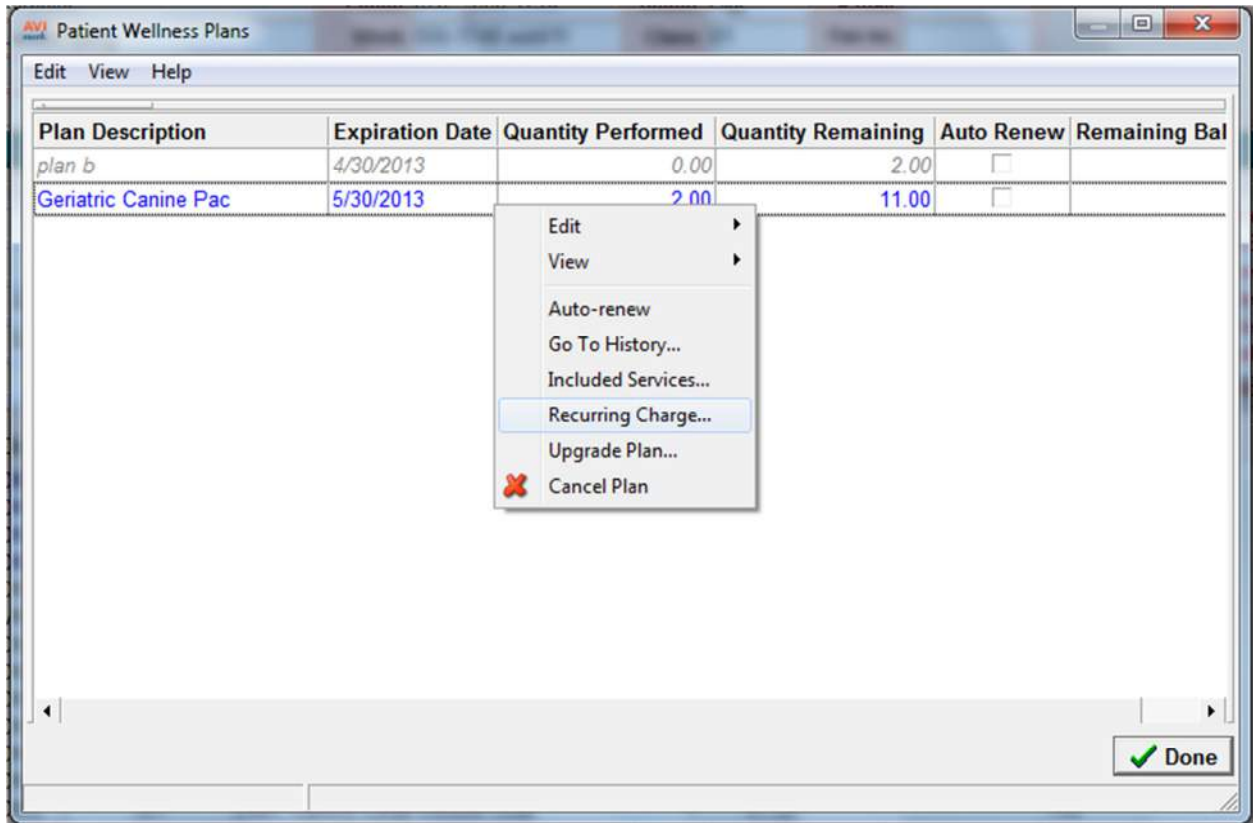 AVI Patient Wellness Plans
Edit View Help
Plan Description Expiration Date Quantity Performed Quantity Remaining Auto Renew Remaining Bal
plan b 4/30/2013 0.00 2.00
Geriatric Canine Pac 5/30/2013 2.00 11.00
Edit
View
Auto-renew
Go To History...
Included Services...
Recurring Charge...
Upgrade Plan...
Cancel Plan
Done